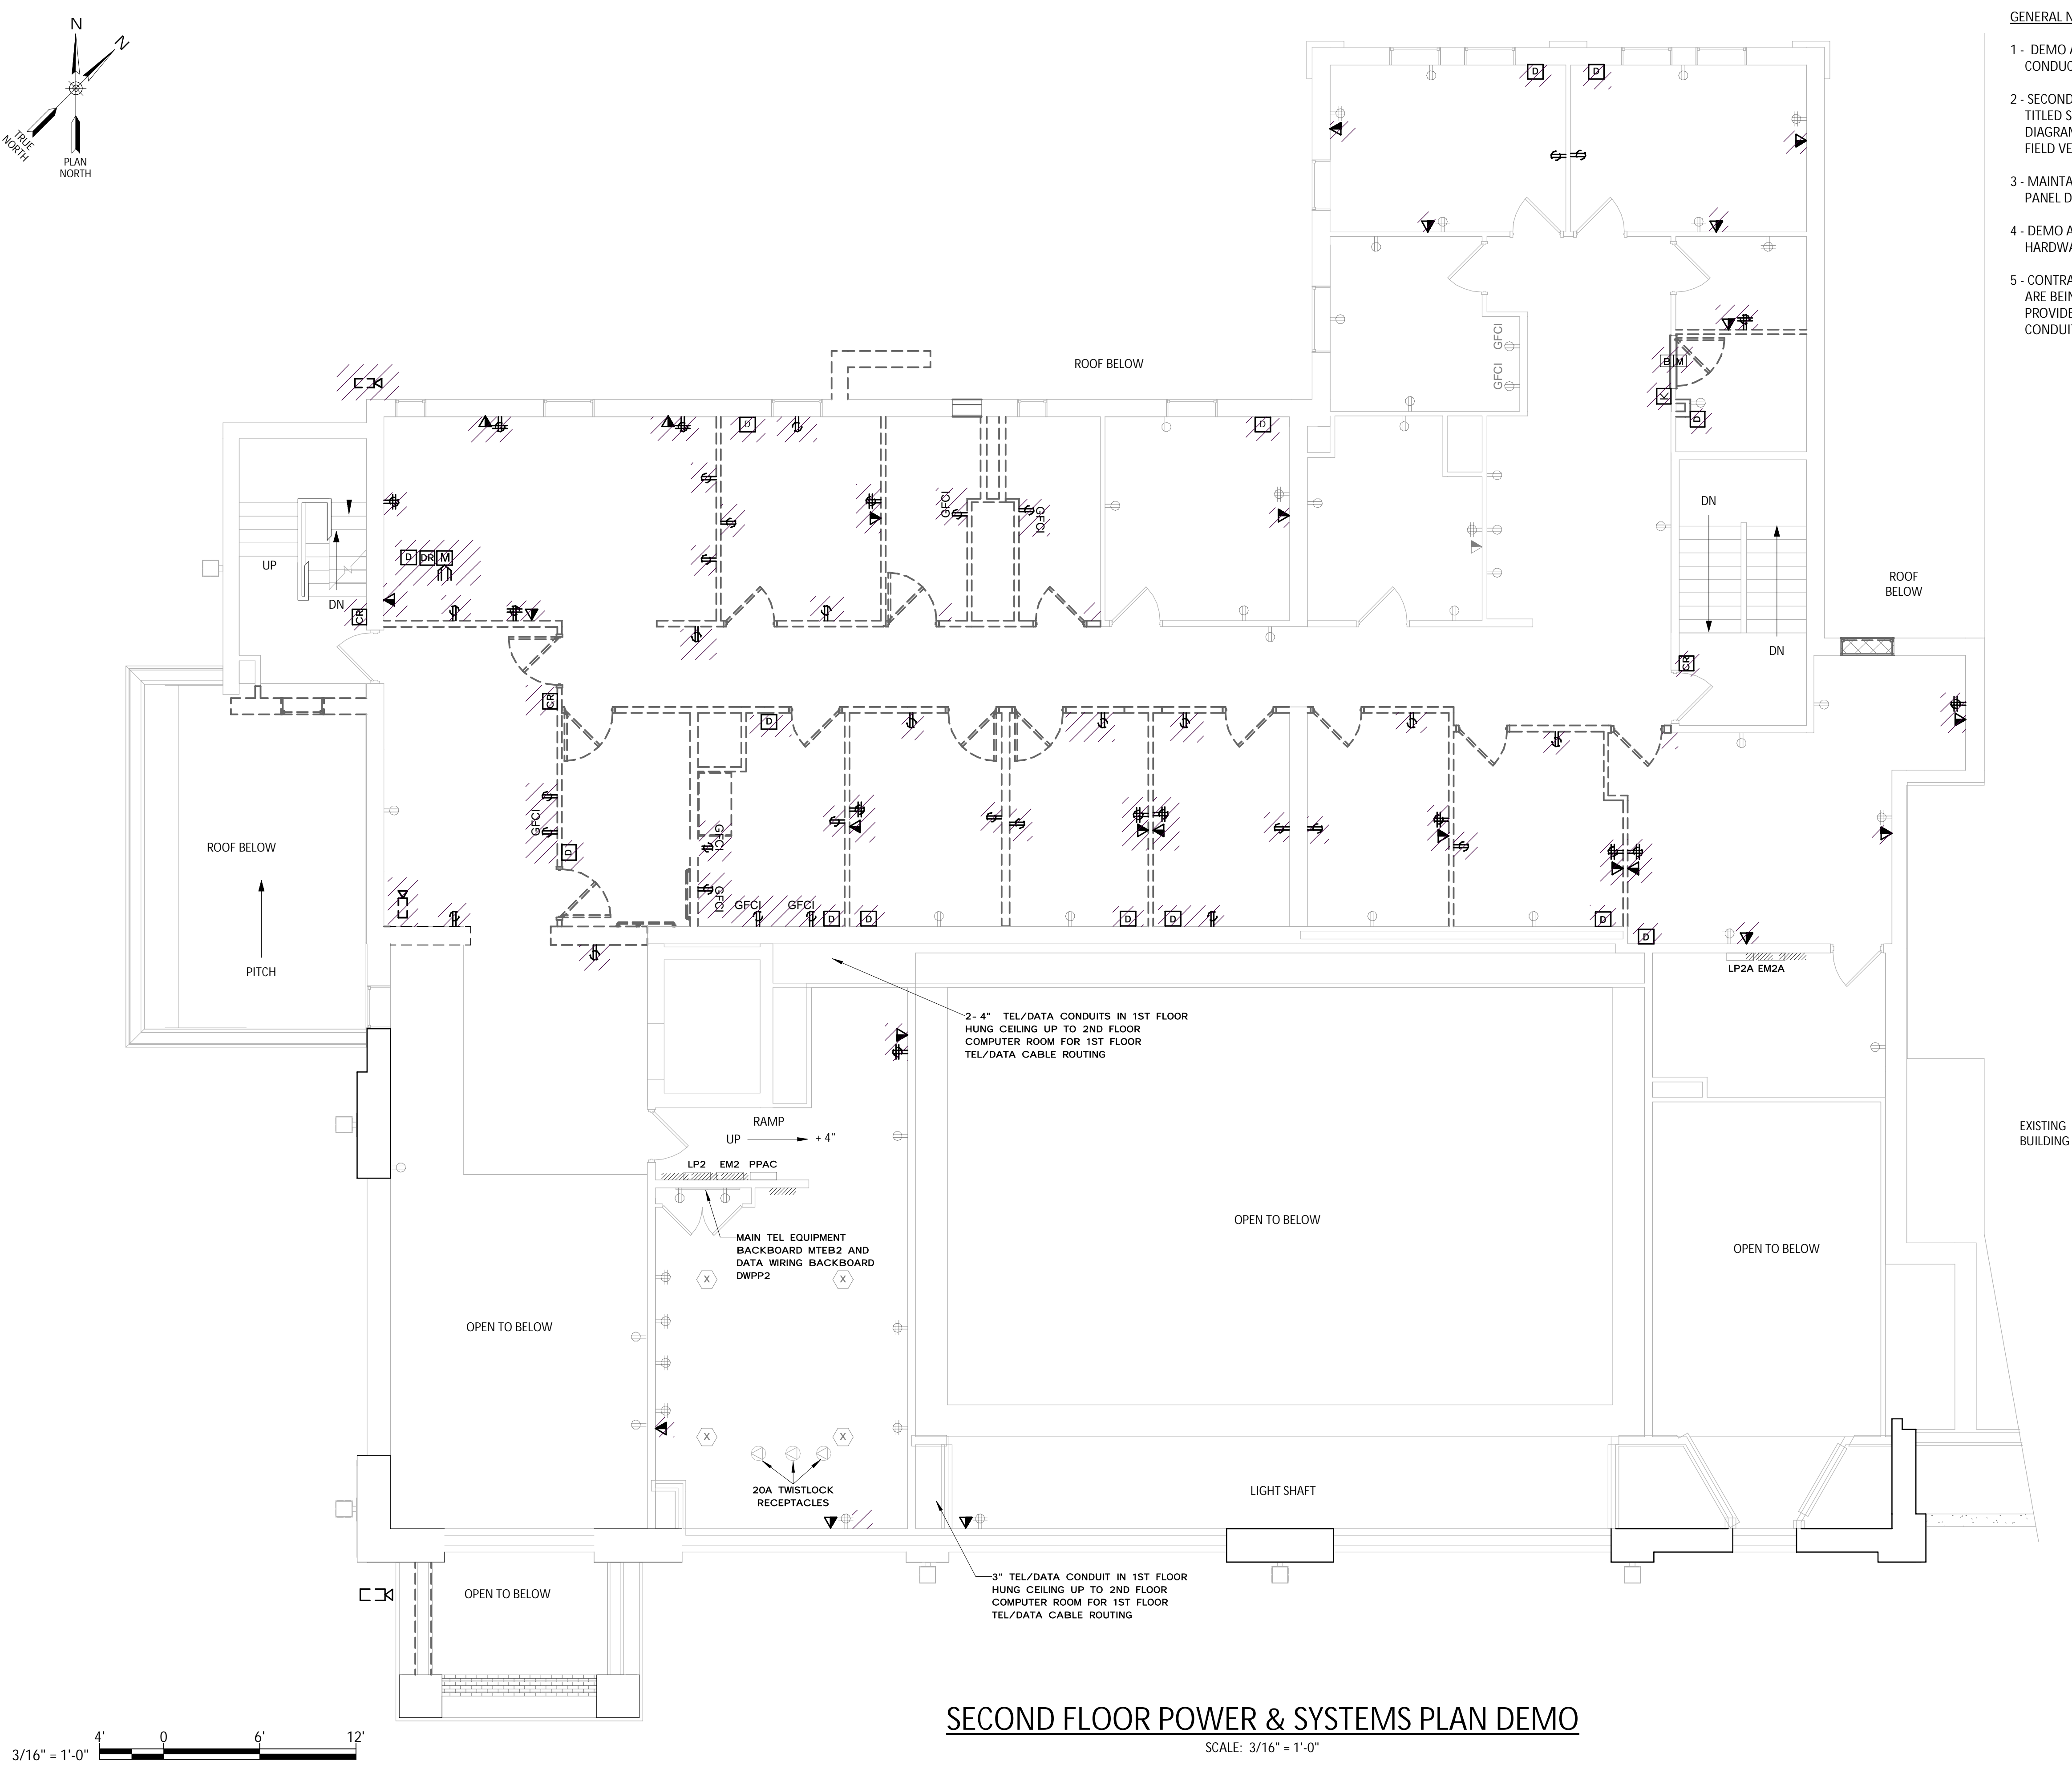 N
N
TRUE
NORTH
PLAN
NORTH
GENERAL N
1 - DEMO A
CONDUC
2 - SECOND
TITLED S
DIAGRAM
FIELD VE
3 - MAINTA
PANEL D
4 - DEMO A
HARDWA
5 - CONTRA
ARE BEIN
PROVIDE
CONDUI
D
D
ROOF BELOW
GFCI
GFCI
B M
K
D
D
D
GFCI
GFCI
D DR M
UP
DN
CR
DN
DN
ROOF
BELOW
CR
CR
D
ROOF BELOW
PITCH
GFCI
D
GFCI
GFCI
GFCI
GFCI
D
D
D
D
D
D
LP2A EM2A
2- 4" TEL/DATA CONDUITS IN 1ST FLOOR
HUNG CEILING UP TO 2ND FLOOR
COMPUTER ROOM FOR 1ST FLOOR
TEL/DATA CABLE ROUTING
RAMP
UP
+ 4"
LP2 EM2 PPAC
MAIN TEL EQUIPMENT
BACKBOARD MTEB2 AND
DATA WIRING BACKBOARD
DWPP2
EXISTING
BUILDING
OPEN TO BELOW
OPEN TO BELOW
OPEN TO BELOW
X
X
X
X
20A TWISTLOCK
RECEPTACLES
LIGHT SHAFT
3" TEL/DATA CONDUIT IN 1ST FLOOR
HUNG CEILING UP TO 2ND FLOOR
COMPUTER ROOM FOR 1ST FLOOR
TEL/DATA CABLE ROUTING
OPEN TO BELOW
SECOND FLOOR POWER & SYSTEMS PLAN DEMO
SCALE: 3/16" = 1'-0"
4' 0 6' 12'
3/16" = 1'-0"